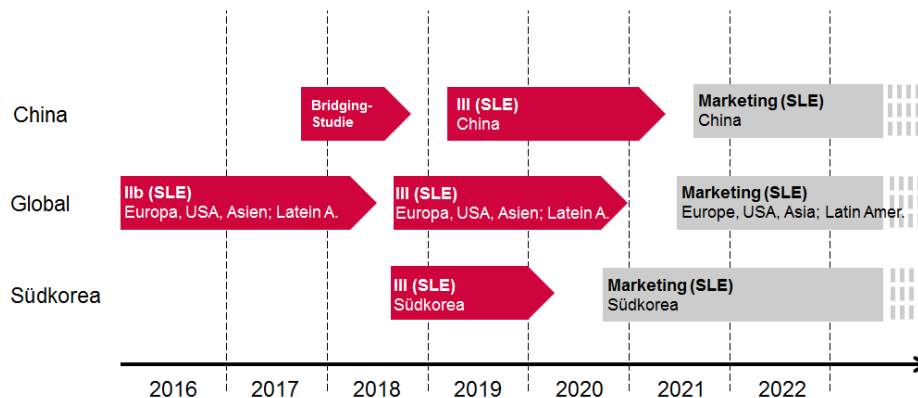 China
Bridging-
Studie
III (SLE)
China
Marketing (SLE)
China
Global
IIb (SLE)
Europa, USA, Asien; Latein A.
III (SLE)
Europa, USA, Asien; Latein A.
Marketing (SLE)
Europe, USA, Asia; Latin Amer.
Südkorea
III (SLE)
Südkorea
Marketing (SLE)
Südkorea
2016 2017 2018 2019 2020 2021 2022